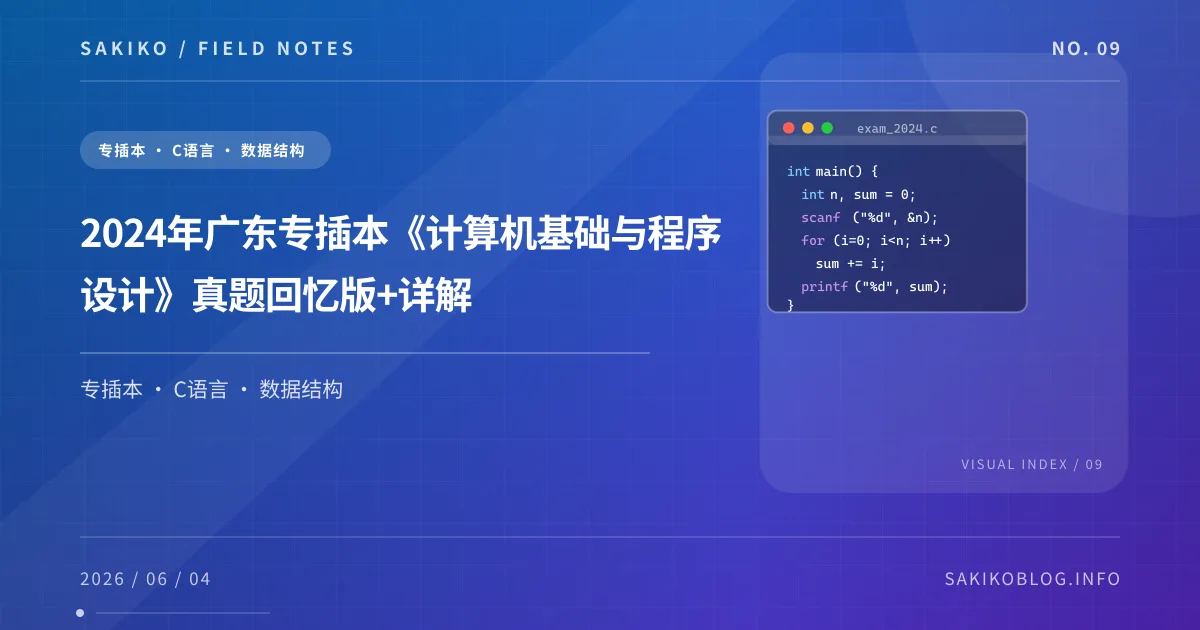 SAKIKO / FIELD NOTES
NO. 09
专插本 · C语言 · 数据结构
2024年广东专插本《计算机基础与程序
设计》真题回忆版+详解
专插本 · C语言 · 数据结构
exam_2024.c
int main() {
int n, sum = 0;
scanf ("%d", &n);
for (i=0; i<n; i++)
sum += i;
printf ("%d", sum);
}
VISUAL INDEX / 09
2026 / 06 / 04
SAKIKOBLOG.INFO